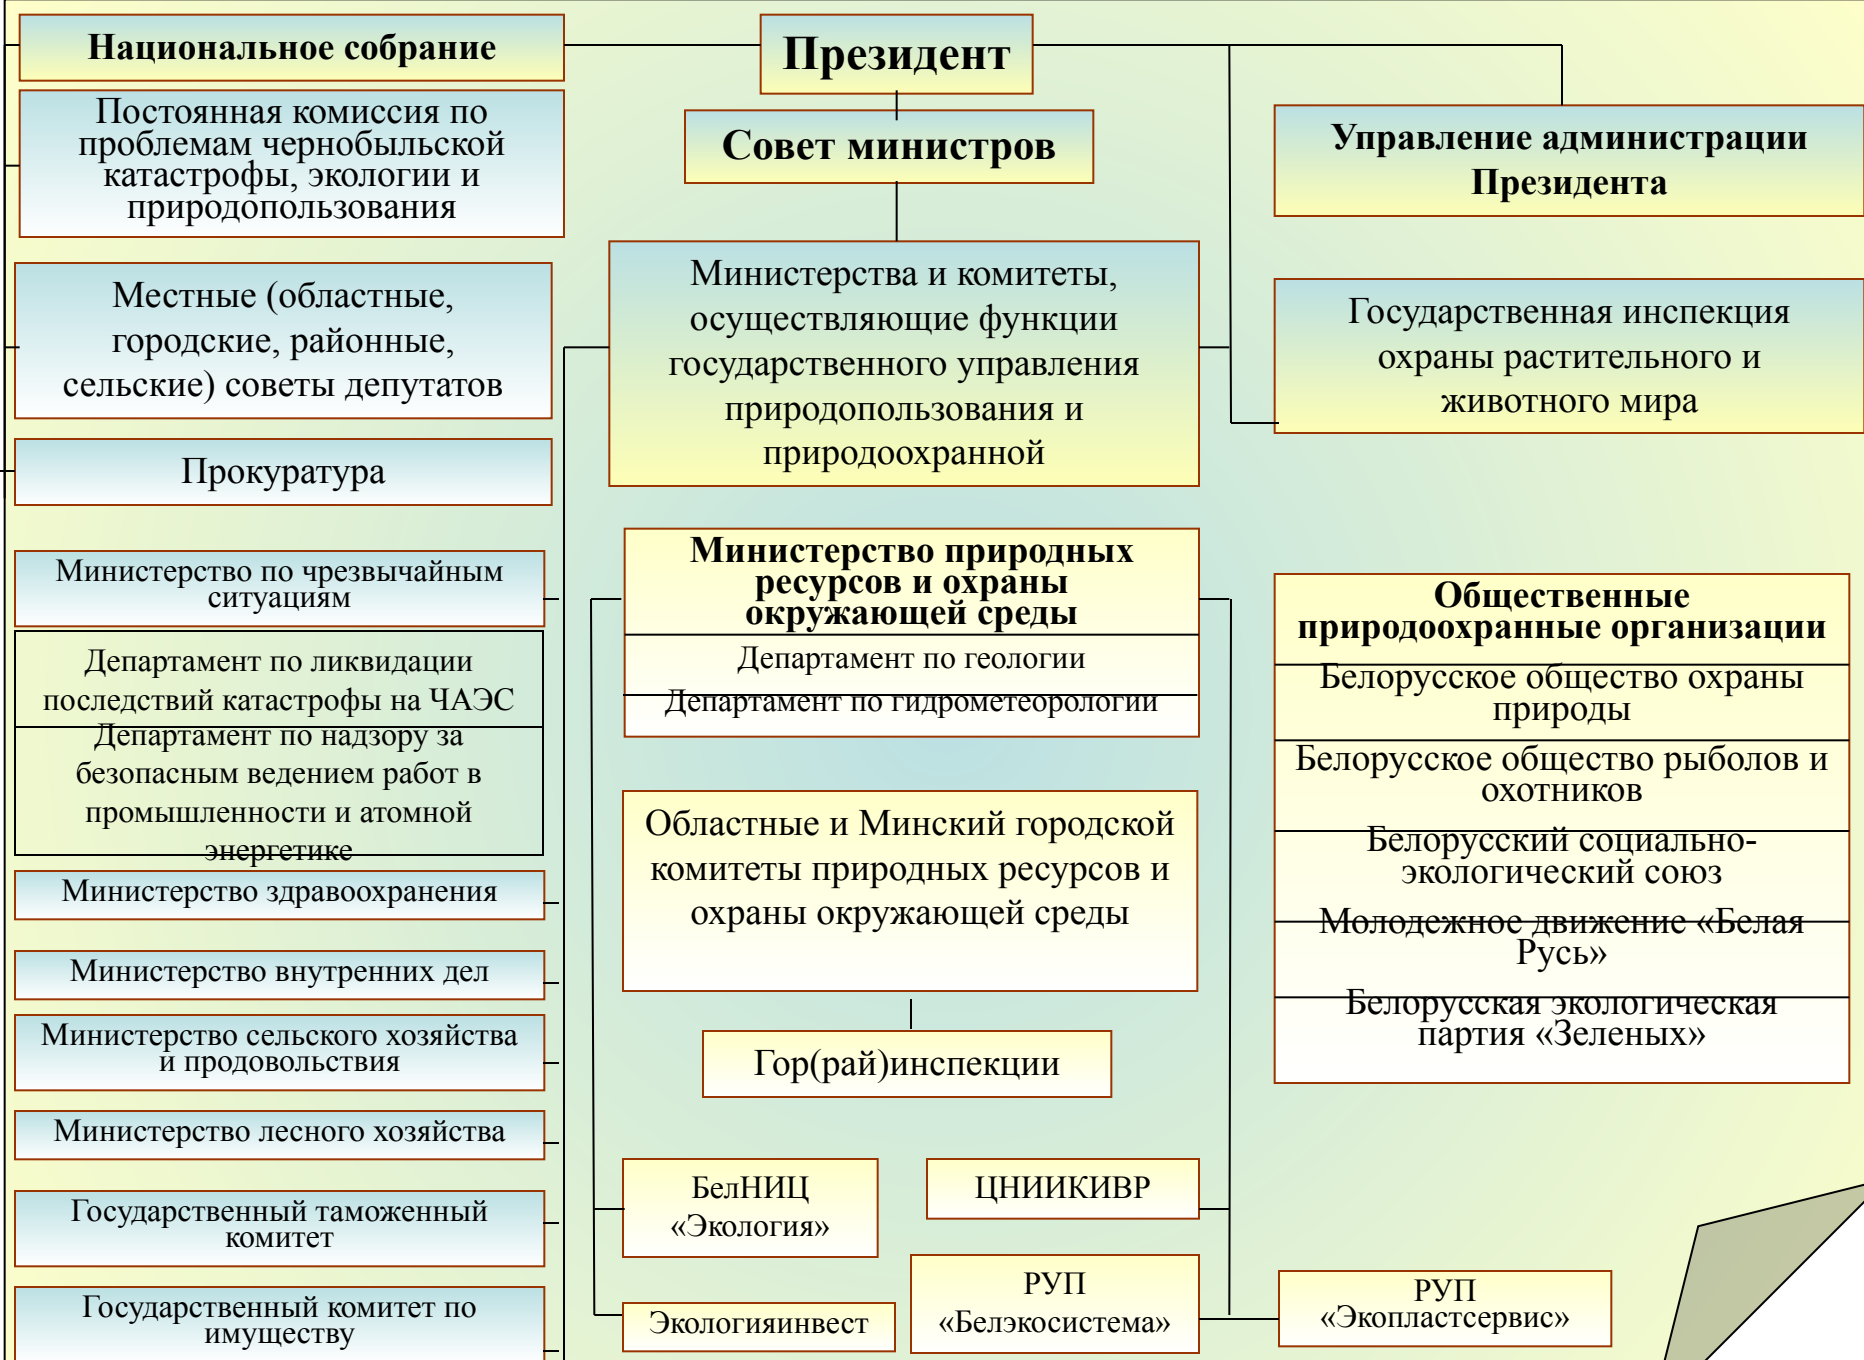 Национальное собрание
Президент
Постоянная комиссия по
проблемам чернобыльской
катастрофы, экологии и
природопользования
Совет министров
Управление администрации
Президента
Местные (областные,
городские, районные,
сельские) советы депутатов
Министерства и комитеты,
осуществляющие функции
государственного управления
природопользования и
природоохранной
Государственная инспекция
охраны растительного и
животного мира
Прокуратура
Министерство по чрезвычайным
ситуациям
Департамент по ликвидации
последствий катастрофы на ЧАЭС
Департамент по надзору за
безопасным ведением работ в
промышленности и атомной
энергетике
Министерство здравоохранения
Министерство внутренних дел
Министерство сельского хозяйства
и продовольствия
Министерство лесного хозяйства
Государственный таможенный
комитет
Государственный комитет по
имуществу
Министерство природных
ресурсов и охраны
окружающей среды
Департамент по геологии
Департамент по гидрометеорологии
Областные и Минский городской
комитеты природных ресурсов и
охраны окружающей среды
Гор(рай)инспекции
БелНИЦ
«Экология»
ЦНИИКИВР
Экологияинвест
РУП
«Белэкосистема»
РУП
«Экопластсервис»
Общественные
природоохранные организации
Белорусское общество охраны
природы
Белорусское общество рыболов и
охотников
Белорусский социально-
экологический союз
Молодежное движение «Белая
Русь»
Белорусская экологическая
партия «Зеленых»